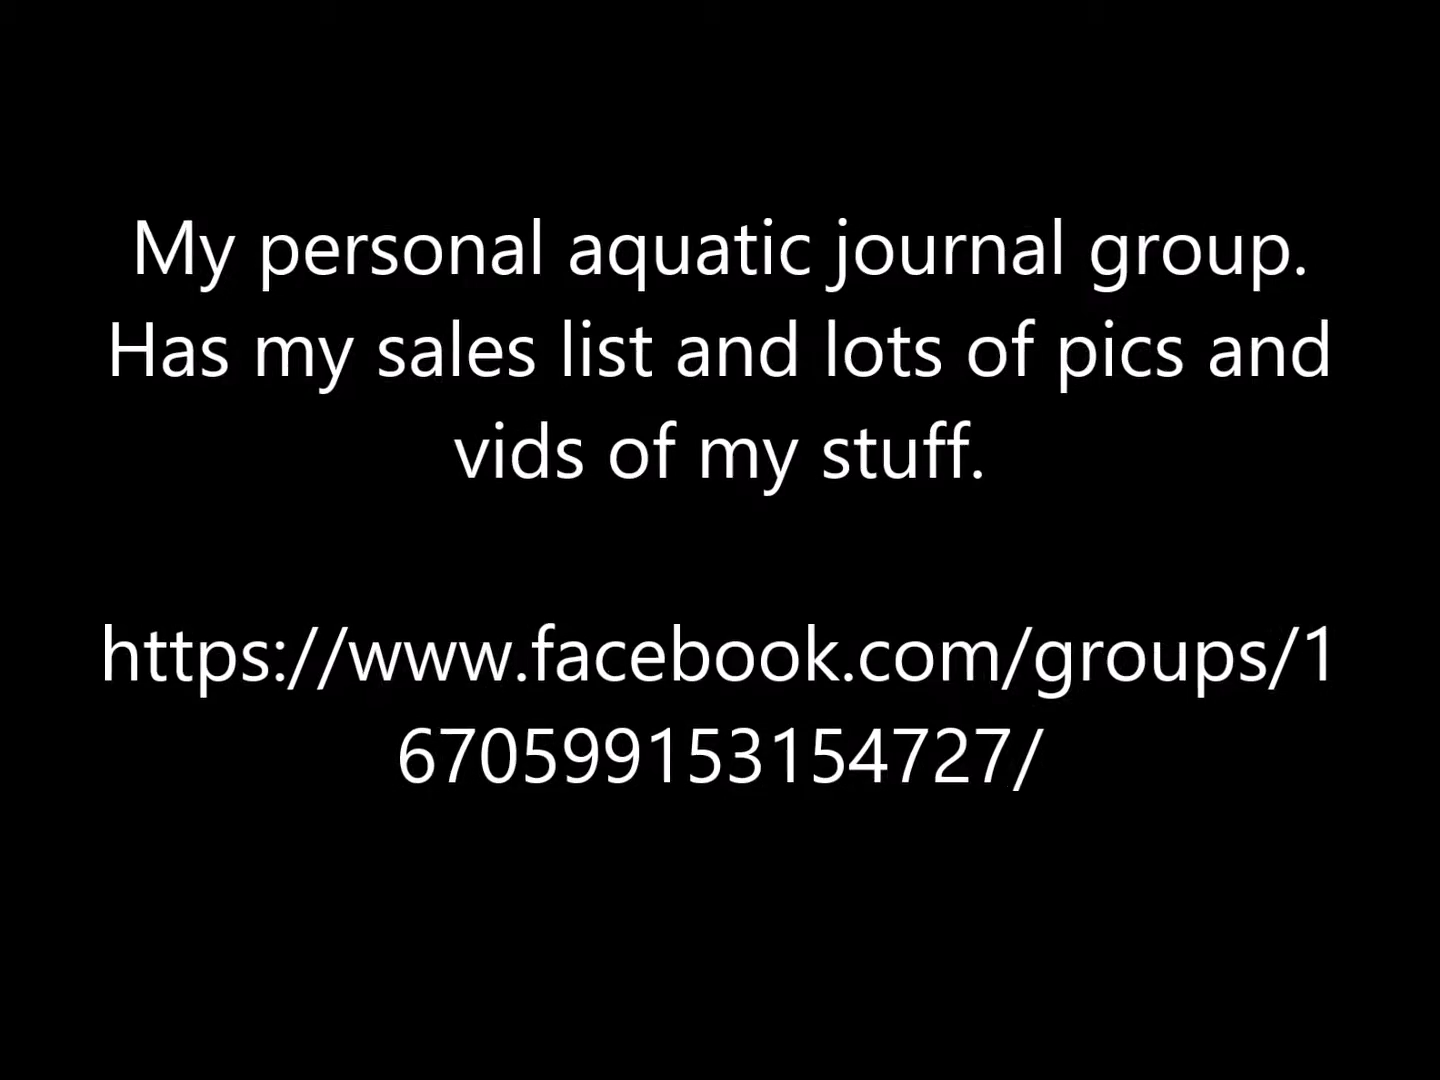 My personal aquatic journal group.
Has my sales list and lots of pics and
vids of my stuff.
https://www.facebook.com/groups/1
670599153154727/